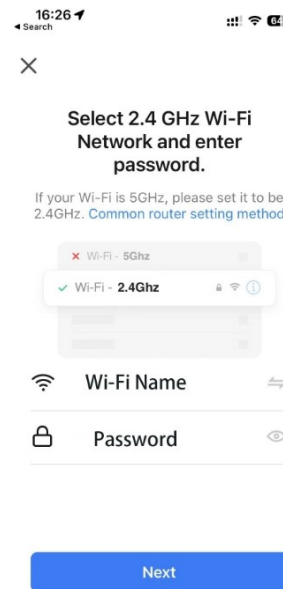 16:26
64
Search
Select 2.4 GHz Wi-Fi
Network and enter
password.
If your Wi-Fi is 5GHz, please set it to be
2.4GHz. Common router setting method
Wi-Fi - 5Ghz
Wi-Fi - 2.4Ghz
Wi-Fi Name
Password
Next